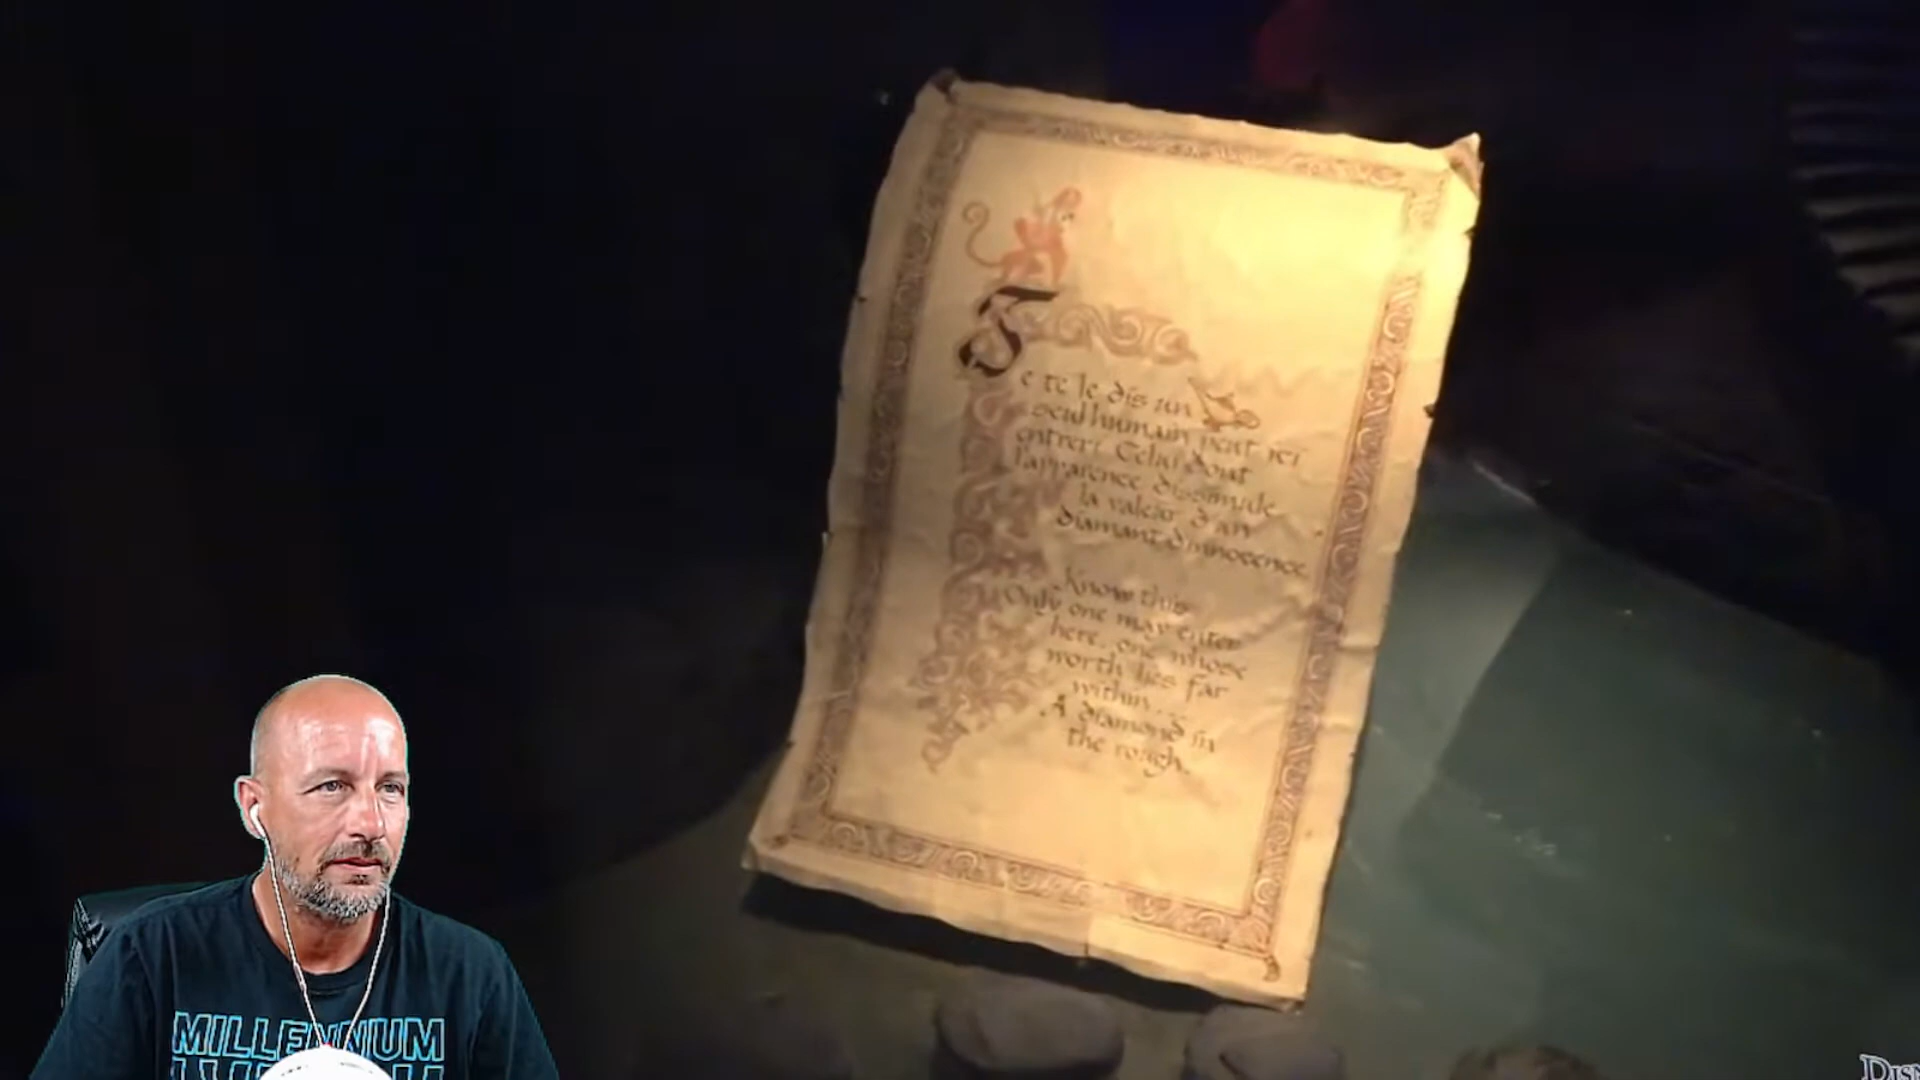 Je te le dis un
seul humain peut ici
entrer: Celui dont
l'apparence dissimule
la valeur d'un
diamant d'innocence
Know this
Only one may enter
here, one whose
worth lies far
within..
A diamond in
the rough.
MILLENNIUM